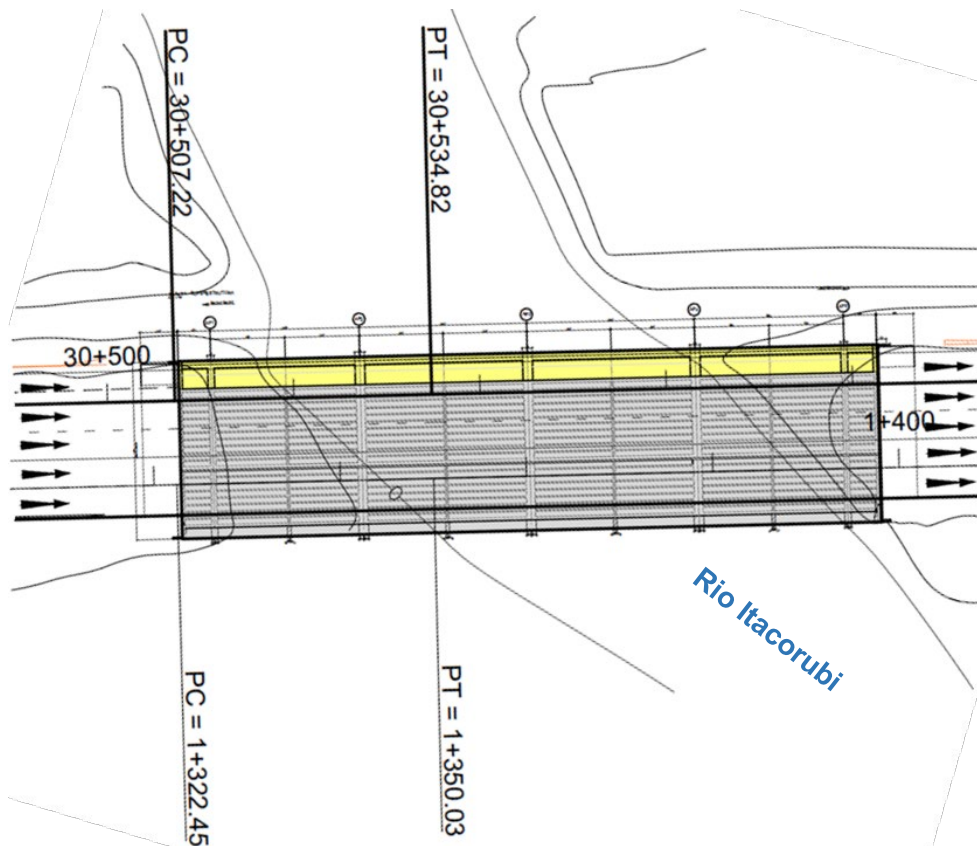 PC = 30+507.22
PT = 30+534.82
30+500
1+400
Rio Itacorubi
PC = 1+322.45
PT = 1+350.03